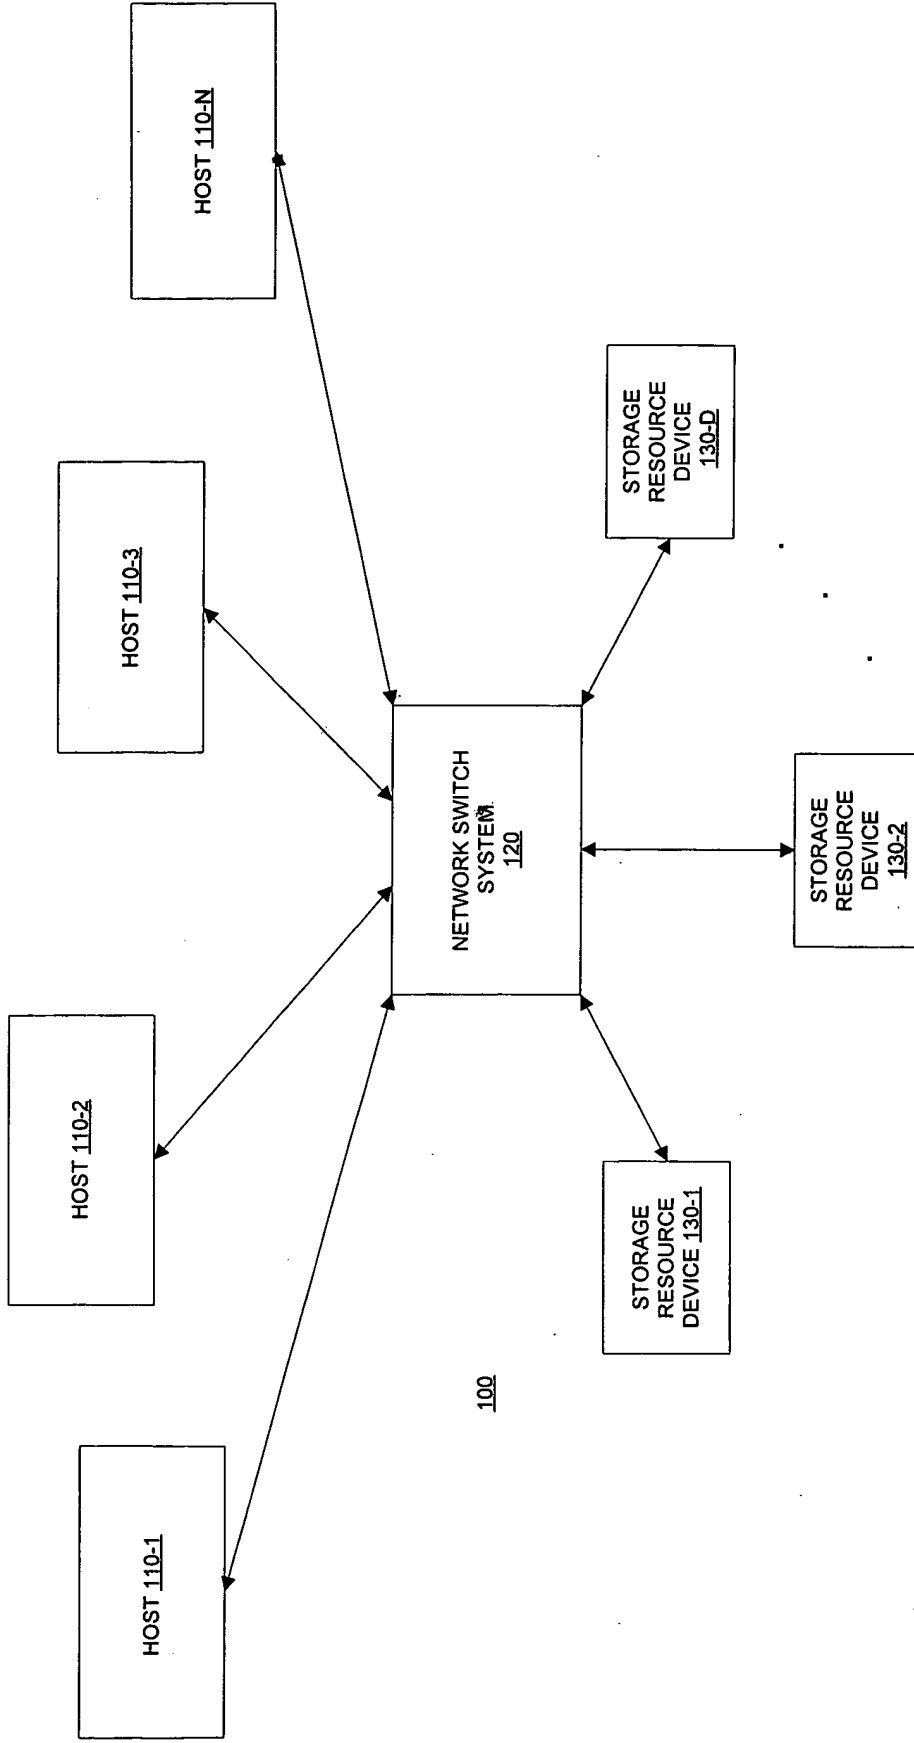 HOST 110-1
HOST 110-2
HOST 110-3
HOST 110-N
NETWORK SWITCH
SYSTEM
120
100
STORAGE
RESOURCE
DEVICE 130-1
STORAGE
RESOURCE
DEVICE
130-2
STORAGE
RESOURCE
DEVICE
130-D